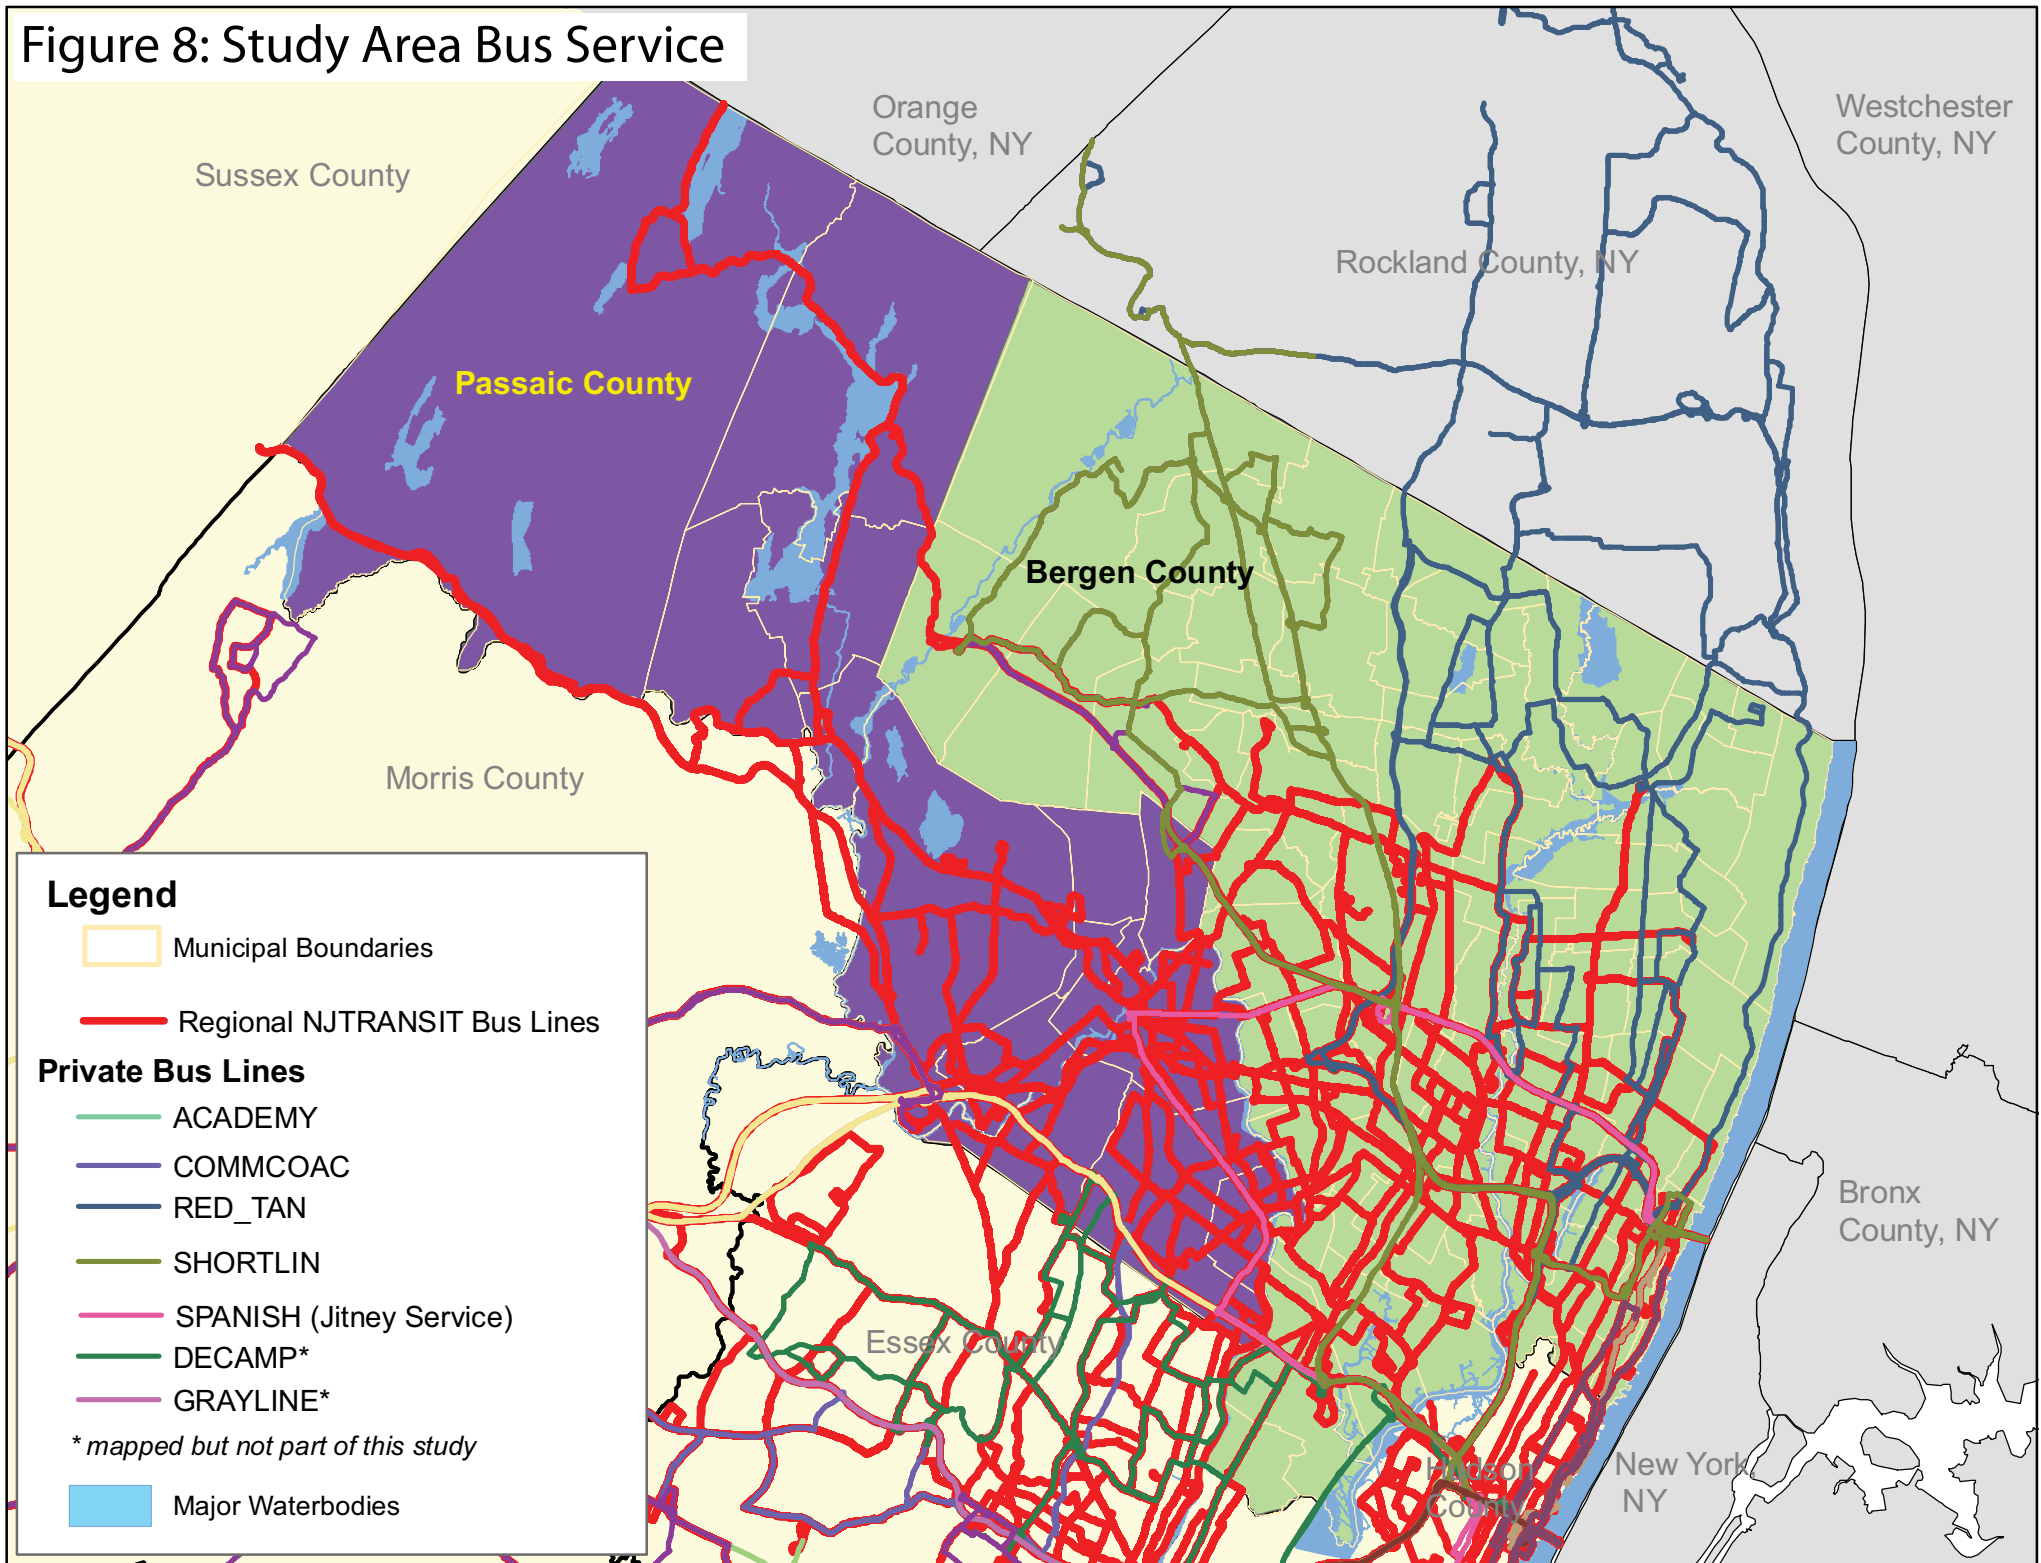 Figure 8: Study Area Bus Service
Orange
County, NY
Westchester
County, NY
Sussex County
Rockland County, NY
Passaic County
Bergen County
Morris County
Legend
Municipal Boundaries
Regional NJTRANSIT Bus Lines
Private Bus Lines
ACADEMY
COMMCOAC
RED_TAN
SHORTLIN
SPANISH (Jitney Service)
DECAMP*
GRAYLINE*
* mapped but not part of this study
Major Waterbodies
Essex County
Bronx
County, NY
Hudson
County
New York,
NY